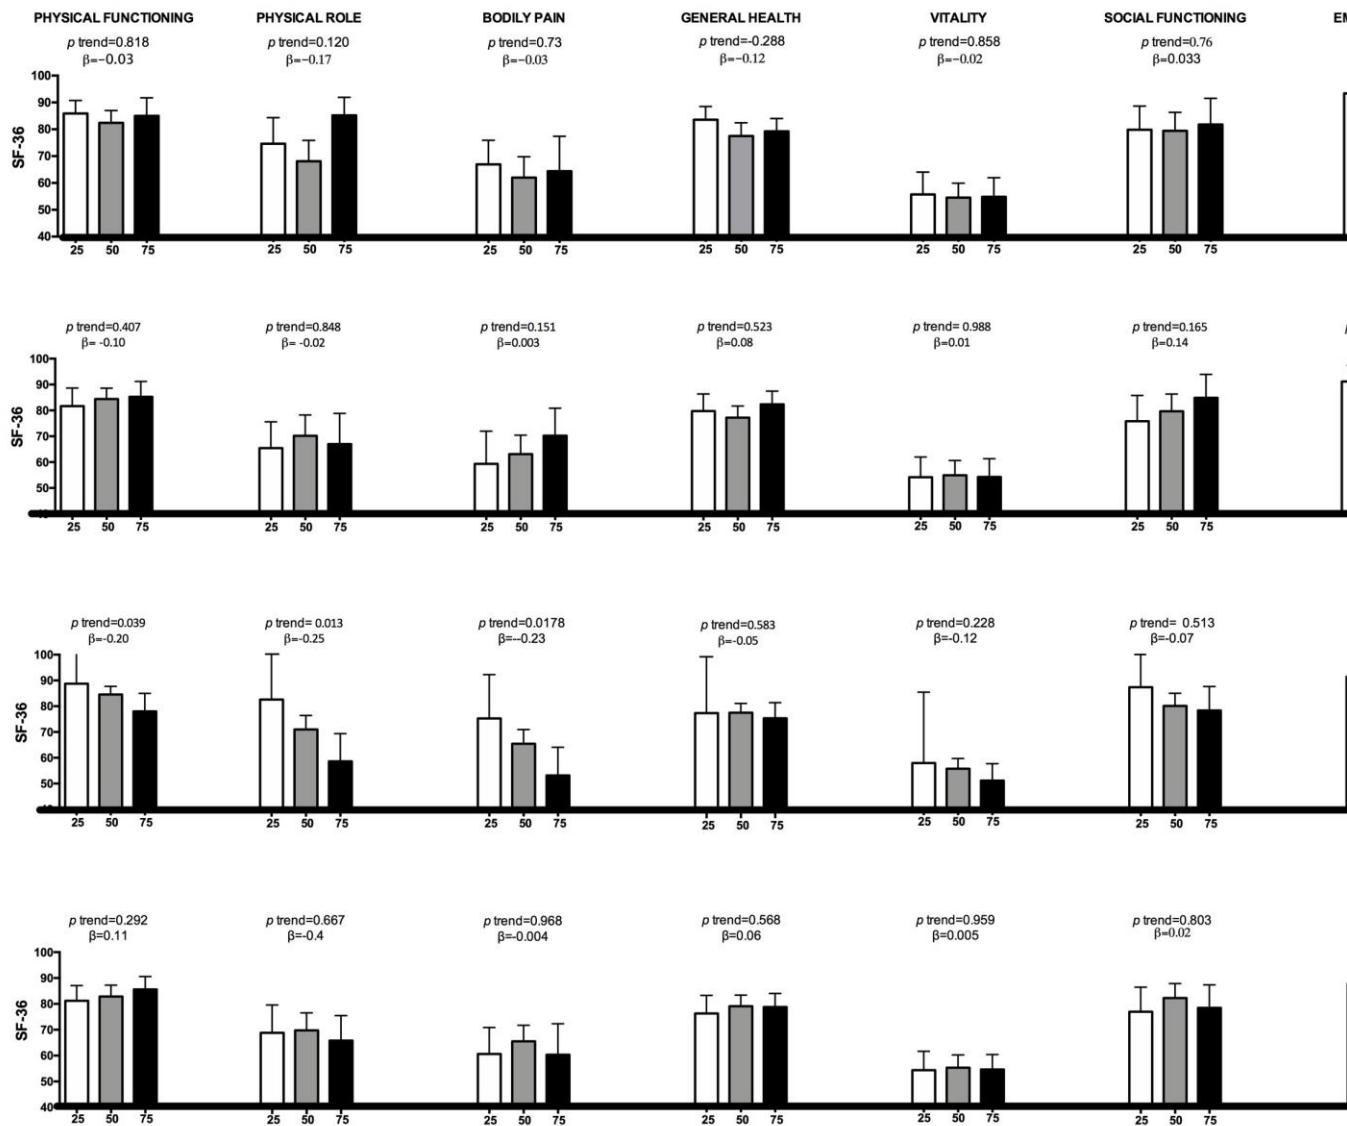 PHYSICAL FUNCTIONING PHYSICAL ROLE BODILY PAIN GENERAL HEALTH VITALITY SOCIAL FUNCTIONING EM
p trend=0.818 p trend=0.120 p trend=0.73 p trend=-0.288 p trend=0.858 p trend=0.76
β=-0.03 β=-0.17 β=-0.03 β=-0.12 β=-0.02 β=0.033
100
90
80
70
60
50
40
SF-36
25 50 75 25 50 75 25 50 75 25 50 75 25 50 75 25 50 75
p trend=0.407 p trend=0.848 p trend=0.151 p trend=0.523 p trend= 0.988 p trend=0.165
β= -0.10 β= -0.02 β=0.003 β=0.08 β=0.01 β=0.14
100
90
80
70
60
50
SF-36
25 50 75 25 50 75 25 50 75 25 50 75 25 50 75 25 50 75
p trend=0.039 p trend= 0.013 p trend=0.0178 p trend=0.583 p trend=0.228 p trend= 0.513
β=-0.20 β=-0.25 β=--0.23 β=-0.05 β=-0.12 β=-0.07
100
90
80
70
60
50
SF-36
25 50 75 25 50 75 25 50 75 25 50 75 25 50 75 25 50 75
p trend=0.292 p trend=0.667 p trend=0.968 p trend=0.568 p trend=0.959 p trend=0.803
β=0.11 β=-0.4 β=-0.004 β=0.06 β=0.005 β=0.02
100
90
80
70
60
50
40
SF-36
25 50 75 25 50 75 25 50 75 25 50 75 25 50 75 25 50 75